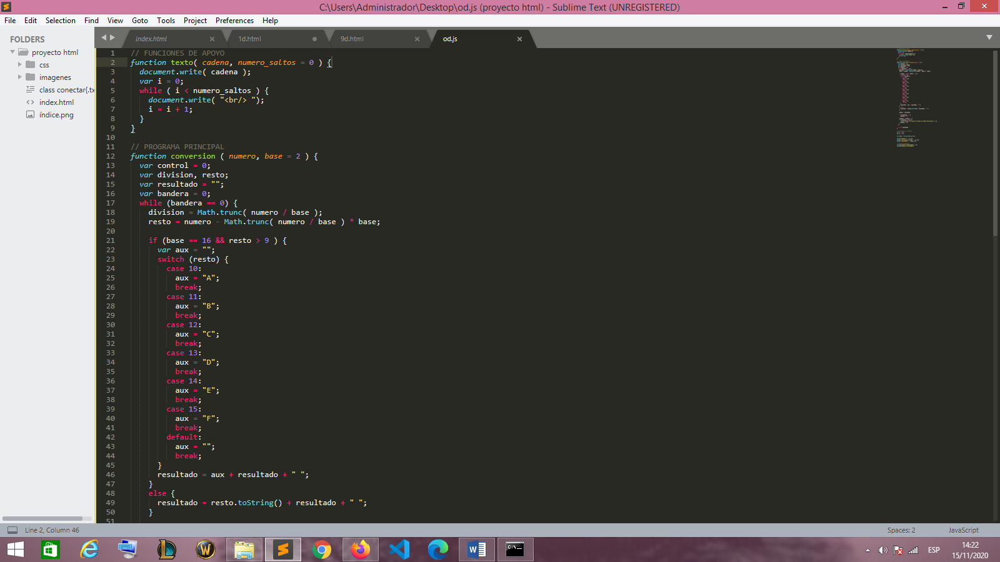 C:\Users\Administrador\Desktop\od.js (proyecto html) - Sublime Text (UNREGISTERED)
File Edit Selection Find View Goto Tools Project Preferences Help
FOLDERS
proyecto html
css
imagenes
class conectar{.tx
index.html
índice.png
index.html 1d.html 9d.html od.js
1 // FUNCIONES DE APOYO
2 function texto( cadena, numero_saltos = 0 ) {
3 document.write( cadena );
4 var i = 0;
5 while ( i < numero_saltos ) {
6 document.write( "<br/> ");
7 i = i + 1;
8 }
9 }
10
11 // PROGRAMA PRINCIPAL
12 function conversion ( numero, base = 2 ) {
13 var control = 0;
14 var division, resto;
15 var resultado = "";
16 var bandera = 0;
17 while (bandera == 0) {
18 division = Math.trunc( numero / base );
19 resto = numero - Math.trunc( numero / base ) * base;
20
21 if (base == 16 && resto > 9 ) {
22 var aux = "";
23 switch (resto) {
24 case 10:
25 aux = "A";
26 break;
27 case 11:
28 aux = "B";
29 break;
30 case 12:
31 aux = "C";
32 break;
33 case 13:
34 aux = "D";
35 break;
36 case 14:
37 aux = "E";
38 break;
39 case 15:
40 aux = "F";
41 break;
42 default:
43 aux = "";
44 break;
45 }
46 resultado = aux + resultado + " ";
47 }
48 else {
49 resultado = resto.toString() + resultado + " ";
50 }
51
Line 2, Column 46
Spaces: 2 JavaScript
ESP
14:22
15/11/2020